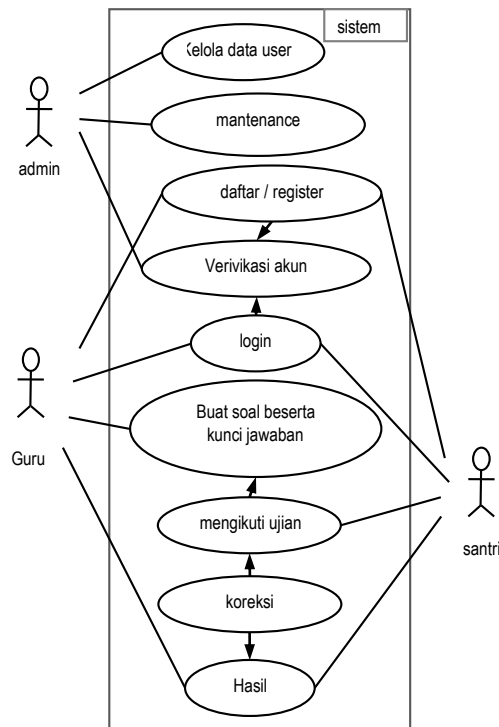 sistem
Kelola data user
mantenance
admin
daftar / register
Verivikasi akun
login
Buat soal beserta
kunci jawaban
Guru
mengikuti ujian
santri
koreksi
Hasil